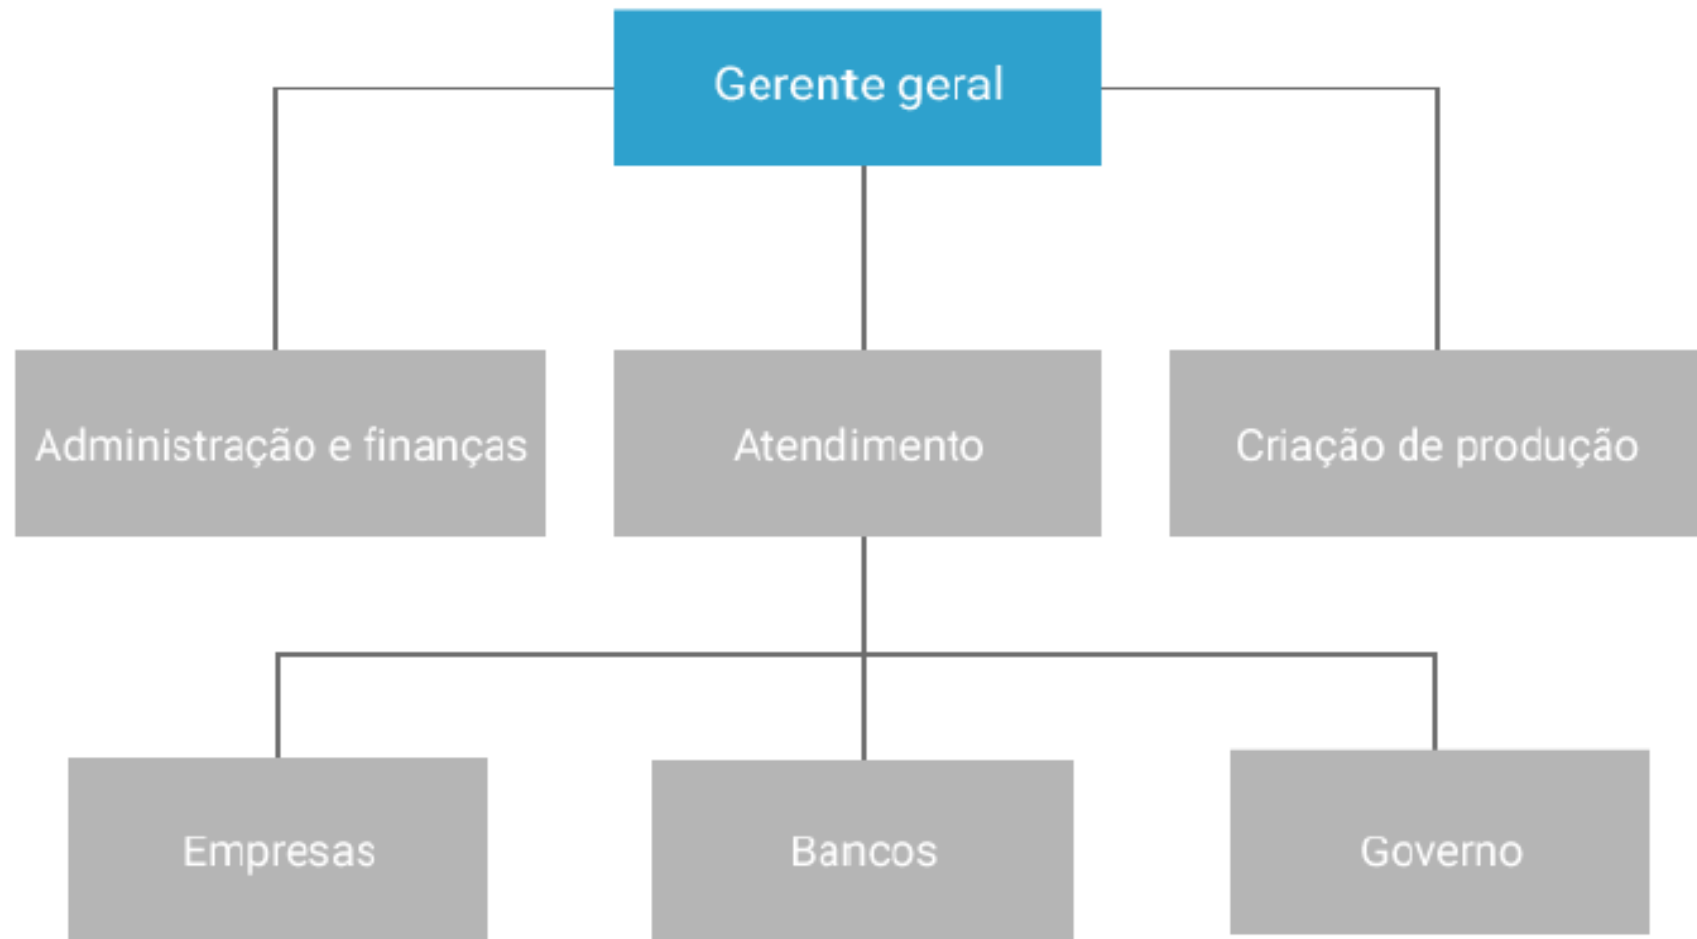 Gerente geral
Administração e finanças
Atendimento
Criação de produção
Empresas
Bancos
Governo